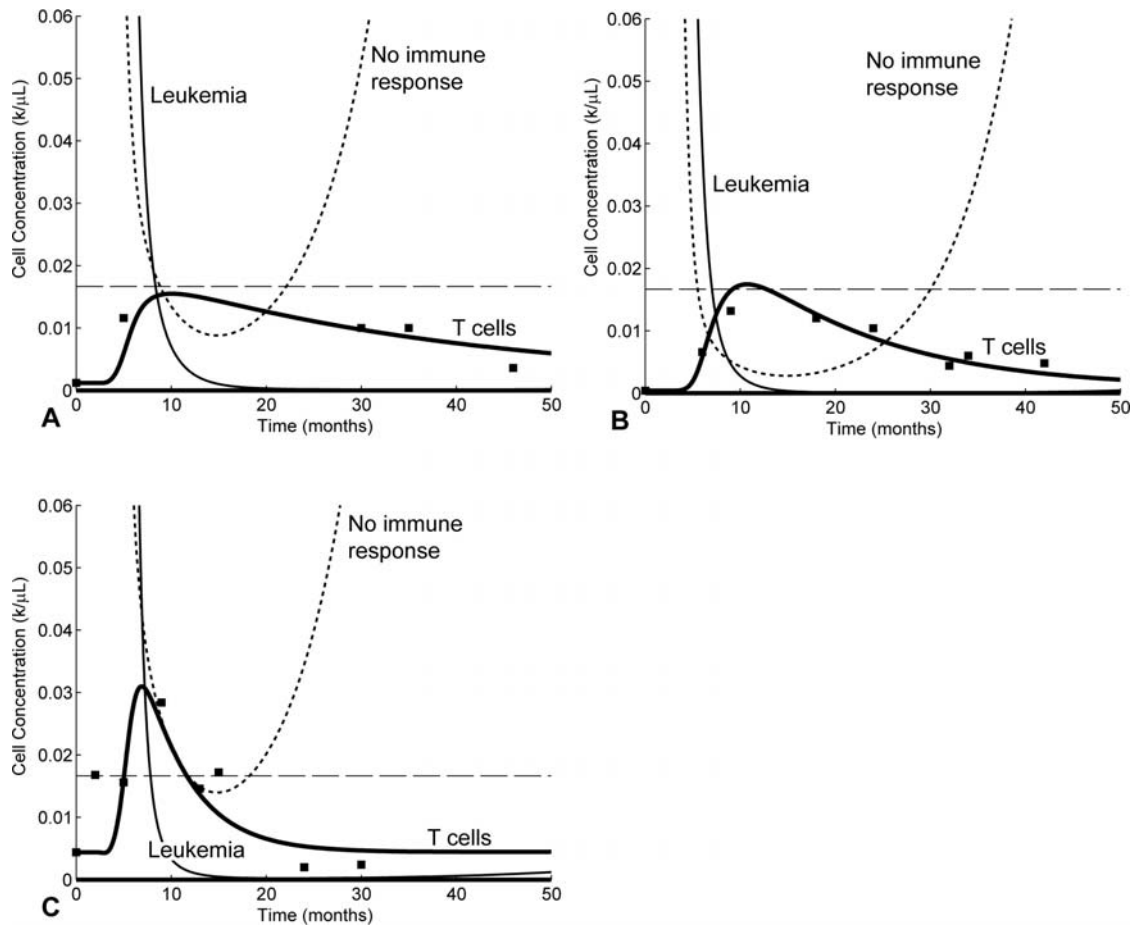 0.06
0.05
0.04
0.03
0.02
0.01
0
Cell Concentration (k/μL)
Leukemia
No immune
response
T cells
0 10 20 30 40 50
Time (months)
A
0.06
0.05
0.04
0.03
0.02
0.01
0
Cell Concentration (k/μL)
No immune
response
Leukemia
T cells
0 10 20 30 40 50
Time (months)
B
0.06
0.05
0.04
0.03
0.02
0.01
0
Cell Concentration (k/μL)
No immune
response
Leukemia
T cells
0 10 20 30 40 50
Time (months)
C